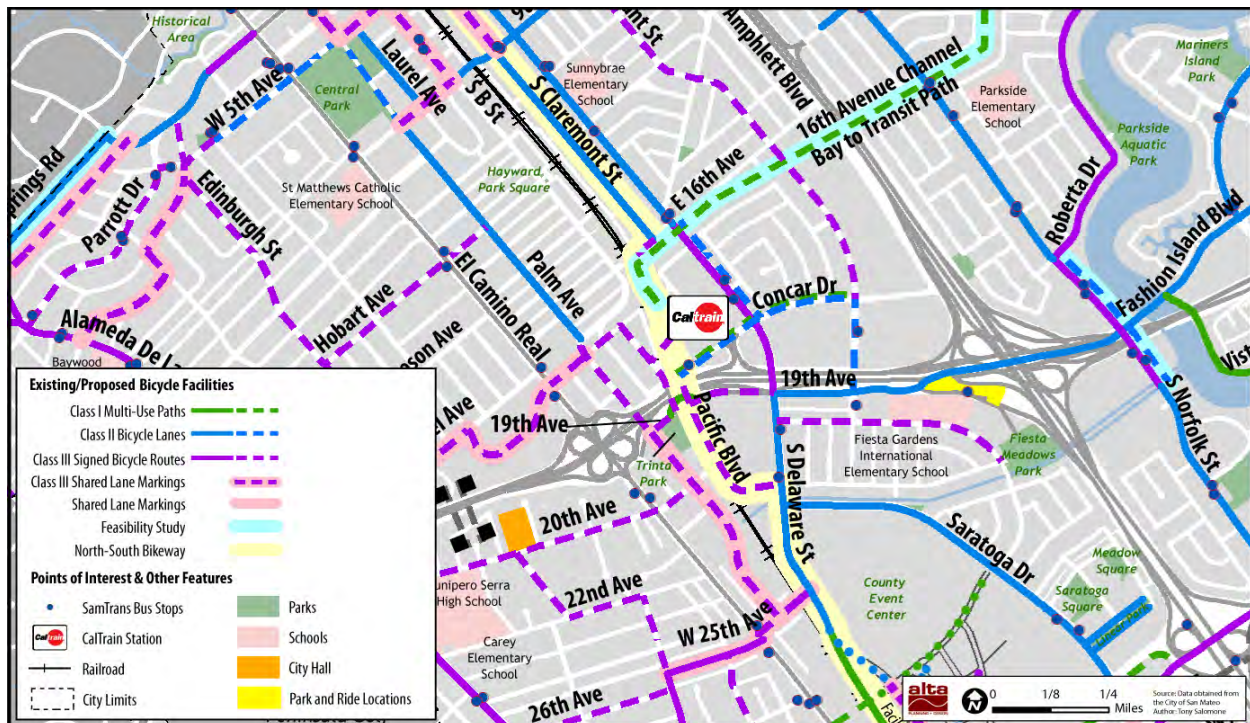 Historical
Area
W 5th Ave
Central
Park
Laurel Ave
S B St
Sunnybrae
Elementary
School
S Claremont St
Amphlett Blvd
16th Avenue Channel
Bay to Transit Path
Parkside
Elementary
School
Mariners
Island
Park
Parkside
Aquatic
Park
Parrott Dr
Edinburgh St
St Matthews Catholic
Elementary School
Hayward
Park Square
E 16th Ave
Roberta Dr
Fashion Island Blvd
Alameda De La
Baywood
Hobart Ave
El Camino Real
Palm Ave
Caltrain
Concar Dr
19th Ave
19th Ave
Pacific Blvd
Trinta
Park
Fiesta Gardens
International
Elementary School
Fiesta
Meadows
Park
S Norfolk St
S Delaware St
20th Ave
22nd Ave
W 25th Ave
26th Ave
Carey
Elementary
School
High School
Saratoga Dr
County
Event
Center
Meadow
Square
Saratoga
Square
Existing/Proposed Bicycle Facilities
Class I Multi-Use Paths
Class II Bicycle Lanes
Class III Signed Bicycle Routes
Class III Shared Lane Markings
Shared Lane Markings
Feasibility Study
North-South Bikeway
Points of Interest & Other Features
SamTrans Bus Stops
Parks
Caltrain
CalTrain Station
Schools
Railroad
City Hall
City Limits
Park and Ride Locations
alta
PLANNING + DESIGN
0 1/8 1/4
Miles
Source: Data obtained from
the City of San Mateo
Author: Tony Salomone